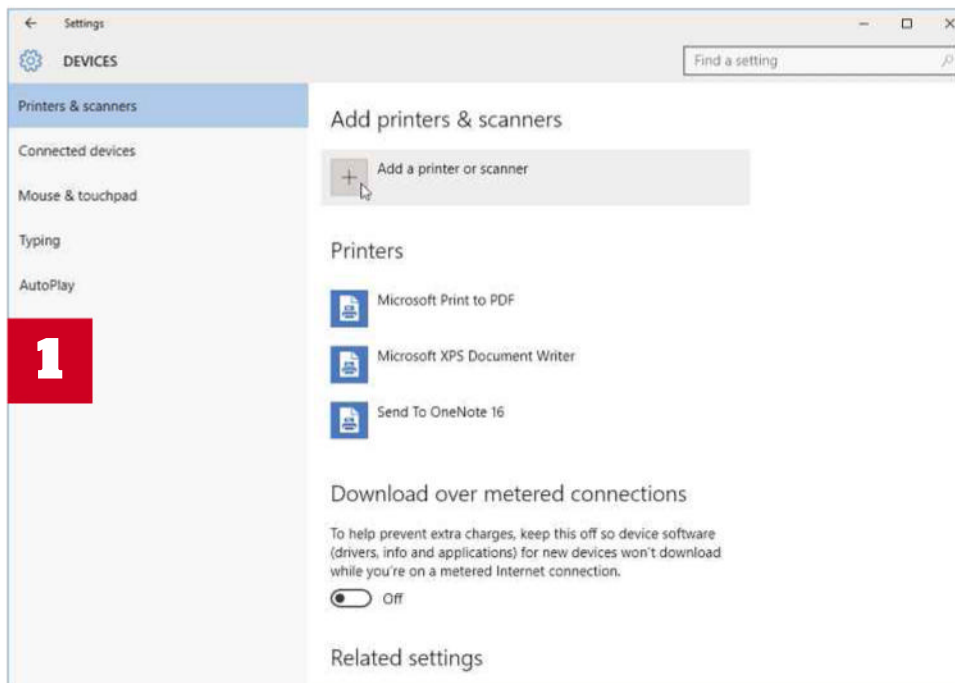 Settings
DEVICES
Find a setting
Printers & scanners
Connected devices
Mouse & touchpad
Typing
AutoPlay
1
Add printers & scanners
Add a printer or scanner
Printers
Microsoft Print to PDF
Microsoft XPS Document Writer
Send To OneNote 16
Download over metered connections
To help prevent extra charges, keep this off so device software
(drivers, info and applications) for new devices won't download
while you're on a metered Internet connection.
Off
Related settings